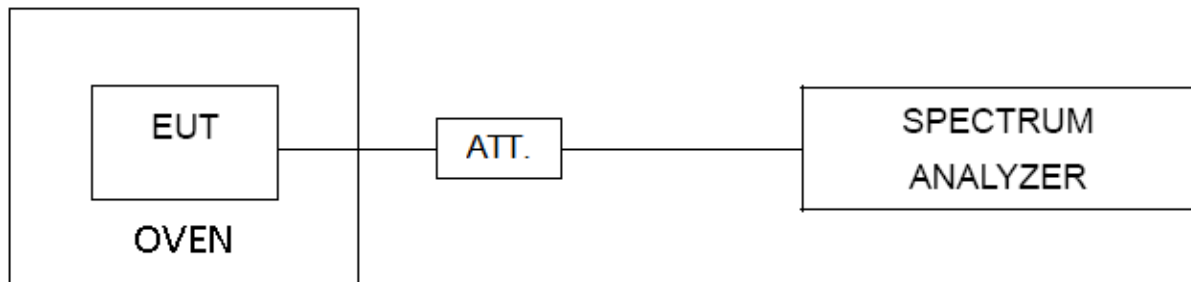 EUT
OVEN
ATT.
SPECTRUM
ANALYZER